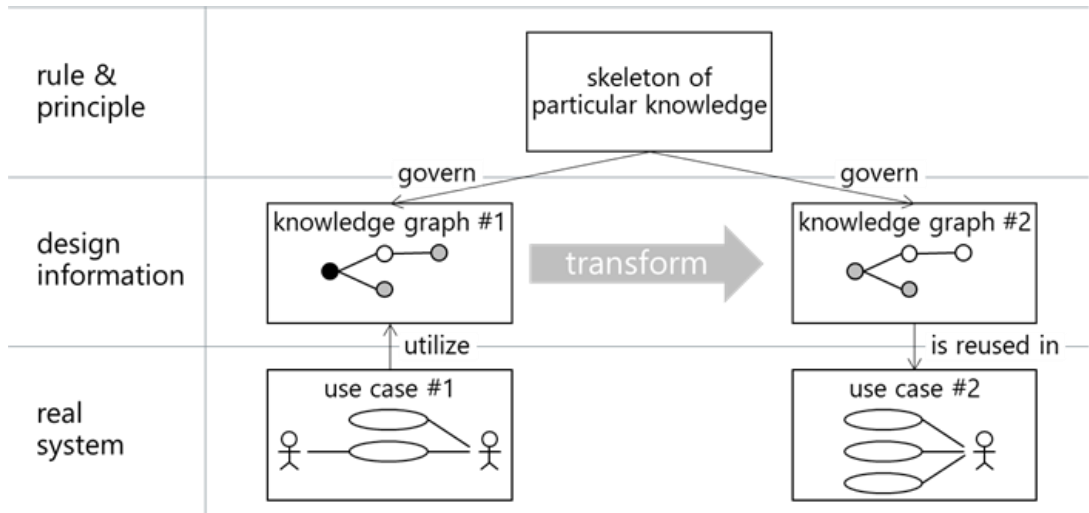 rule &
principle
skeleton of
particular knowledge
govern
govern
design
information
knowledge graph #1
transform
knowledge graph #2
utilize
is reused in
real
system
use case #1
use case #2